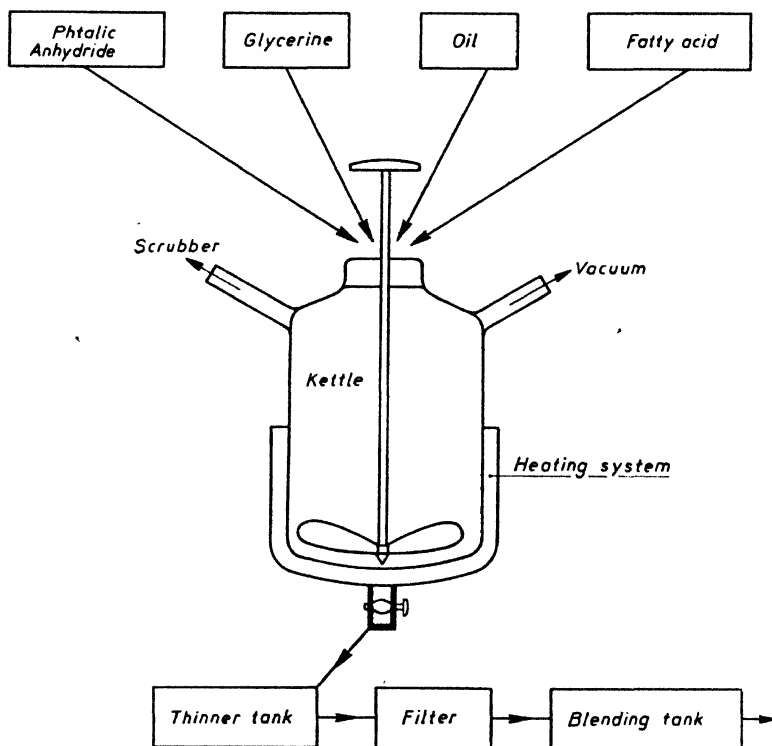 Phtalic
Anhydride
Glycerine
Oil
Fatty acid
Scrubber
Vacuum
Kettle
Heating system
Thinner tank
Filter
Blending tank